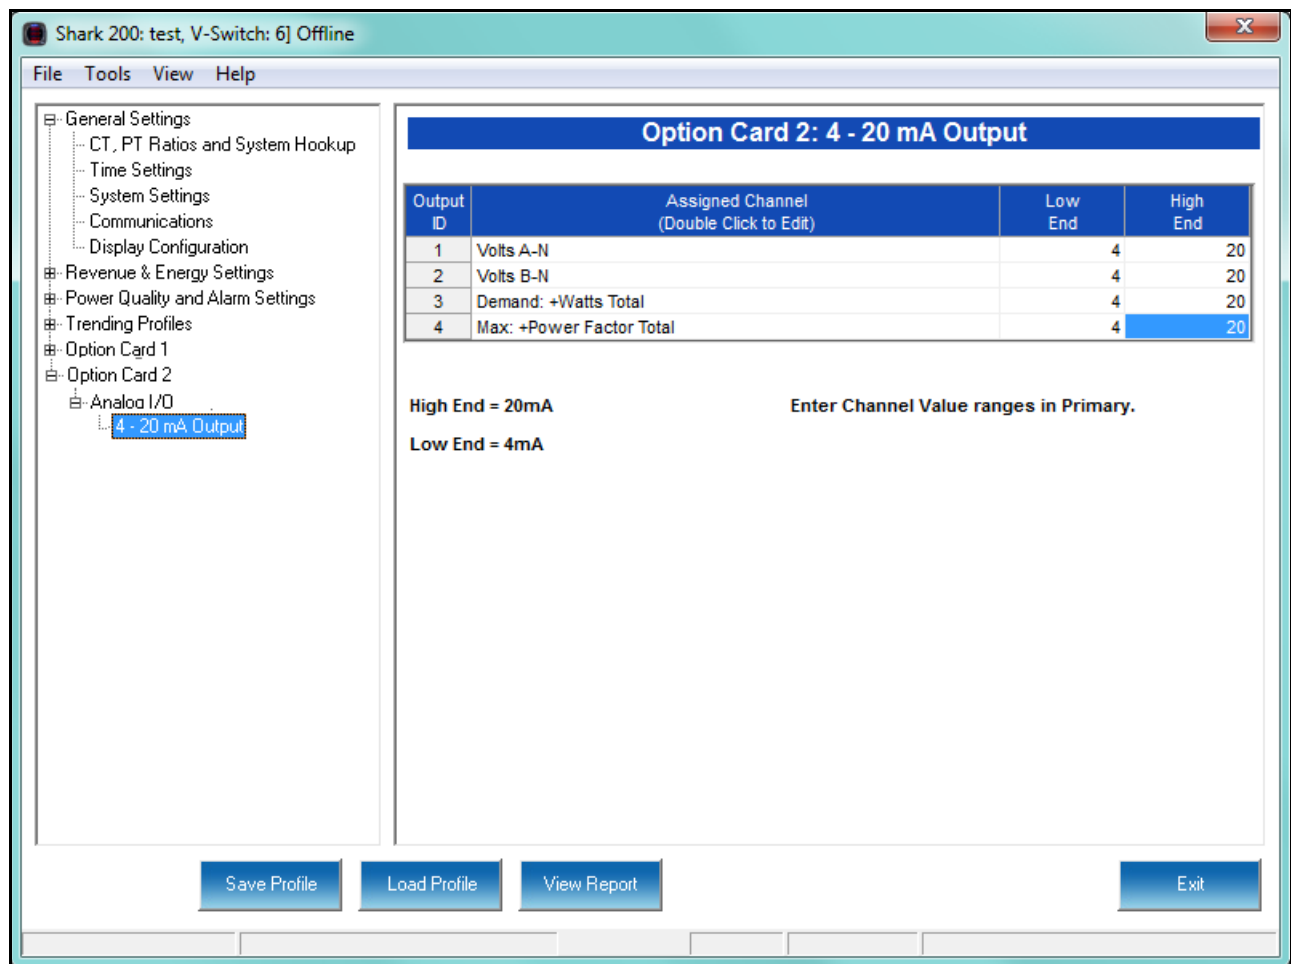 Shark 200: test, V-Switch: 6] Offline
File Tools View Help
General Settings
CT, PT Ratios and System Hookup
Time Settings
System Settings
Communications
Display Configuration
Revenue & Energy Settings
Power Quality and Alarm Settings
Trending Profiles
Option Card 1
Option Card 2
Analog I/O
4 - 20 mA Output
Option Card 2: 4 - 20 mA Output
Output ID Assigned Channel (Double Click to Edit) Low End High End
1 Volts A-N 4 20
2 Volts B-N 4 20
3 Demand: +Watts Total 4 20
4 Max: +Power Factor Total 4 20
High End = 20mA Enter Channel Value ranges in Primary.
Low End = 4mA
Save Profile Load Profile View Report Exit